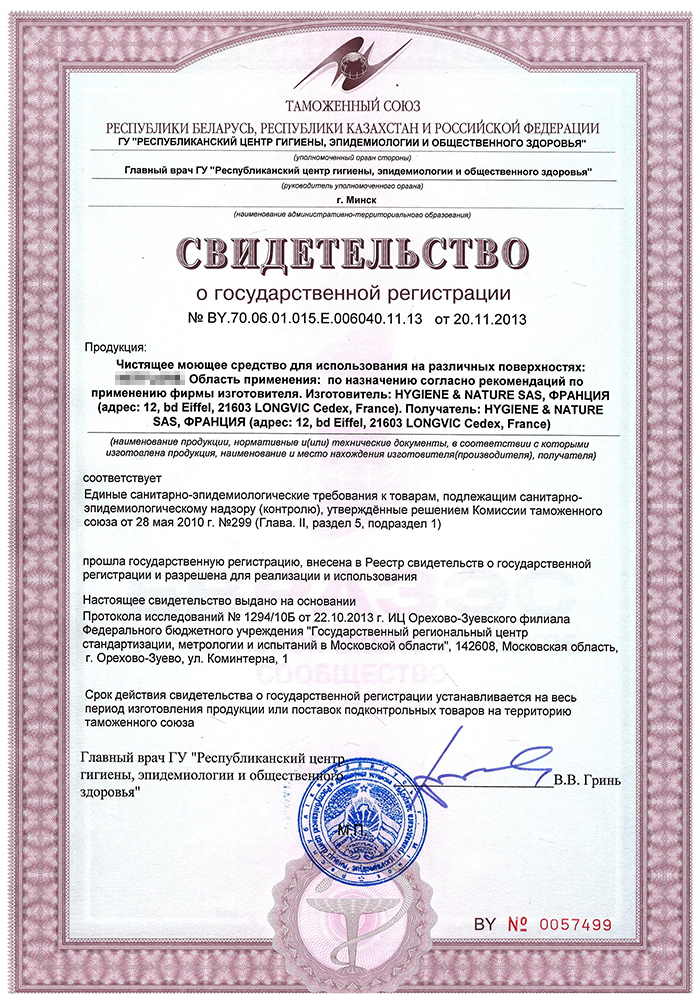 ТАМОЖЕННЫЙ СОЮЗ
РЕСПУБЛИКИ БЕЛАРУСЬ, РЕСПУБЛИКИ КАЗАХСТАН И РОССИЙСКОЙ ФЕДЕРАЦИИ
ГУ "РЕСПУБЛИКАНСКИЙ ЦЕНТР ГИГИЕНЫ, ЭПИДЕМИОЛОГИИ И ОБЩЕСТВЕННОГО ЗДОРОВЬЯ"
(уполномоченный орган стороны)
Главный врач ГУ "Республиканский центр гигиены, эпидемиологии и общественного здоровья"
(руководитель уполномоченного органа)
г. Минск
(наименование административно-территориального образования)
СВИДЕТЕЛЬСТВО
о государственной регистрации
№ BY.70.06.01.015.Е.006040.11.13 от 20.11.2013
Продукция:
Чистящее моющее средство для использования на различных поверхностях:
Область применения: по назначению согласно рекомендаций по
применению фирмы изготовителя. Изготовитель: HYGIENE & NATURE SAS, ФРАНЦИЯ
(адрес: 12, bd Eiffel, 21603 LONGVIC Cedex, France). Получатель: HYGIENE & NATURE
SAS, ФРАНЦИЯ (адрес: 12, bd Eiffel, 21603 LONGVIC Cedex, France)
(наименование продукции, нормативные и(или) технические документы, в соответствии с которыми
изготовлена продукция, наименование и место нахождения изготовителя(производителя), получателя)
соответствует
Единые санитарно-эпидемиологические требования к товарам, подлежащим санитарно-
эпидемиологическому надзору (контролю), утверждённые решением Комиссии таможенного
союза от 28 мая 2010 г. №299 (Глава. II, раздел 5, подраздел 1)
прошла государственную регистрацию, внесена в Реестр свидетельств о государственной
регистрации и разрешена для реализации и использования
Настоящее свидетельство выдано на основании
Протокола исследований № 1294/10Б от 22.10.2013 г. ИЦ Орехово-Зуевского филиала
Федерального бюджетного учреждения "Государственный региональный центр
стандартизации, метрологии и испытаний в Московской области", 142608, Московская область,
г. Орехово-Зуево, ул. Коминтерна, 1
СООБЩЕСТВО
Срок действия свидетельства о государственной регистрации устанавливается на весь
период изготовления продукции или поставок подконтрольных товаров на территорию
таможенного союза
Главный врач ГУ "Республиканский центр
гигиены, эпидемиологии и общественного
здоровья"
В.В. Гринь
М.П.
BY № 0057499